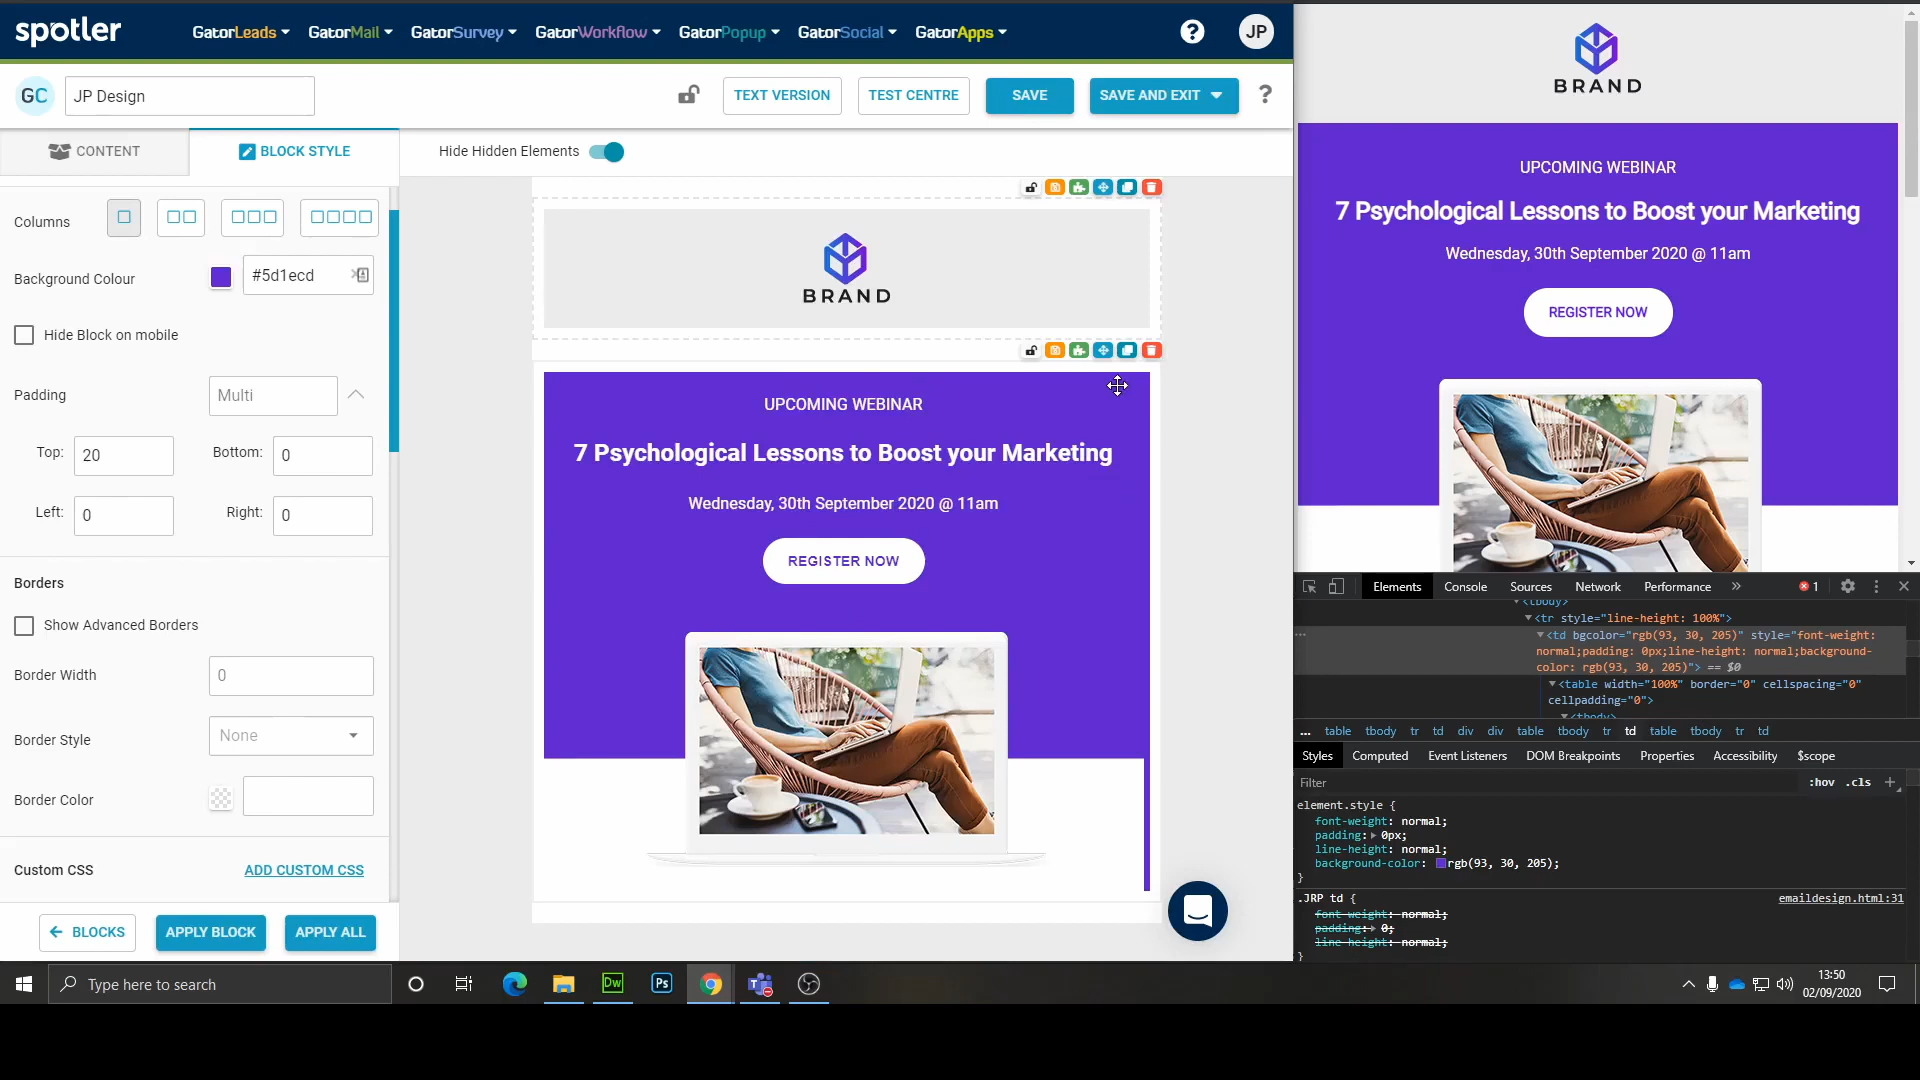 spotler
GatorLeads
GatorMail
GatorSurvey
GatorWorkflow
GatorPopup
GatorSocial
GatorApps
?
JP
GC
JP Design
TEXT VERSION
TEST CENTRE
SAVE
SAVE AND EXIT
?
CONTENT
BLOCK STYLE
Hide Hidden Elements
Columns
Background Colour
#5d1ecd
Hide Block on mobile
Padding
Multi
Top:
20
Bottom:
0
Left:
0
Right:
0
Borders
Show Advanced Borders
Border Width
0
Border Style
None
Border Color
Custom CSS
ADD CUSTOM CSS
BLOCKS
APPLY BLOCK
APPLY ALL
BRAND
UPCOMING WEBINAR
7 Psychological Lessons to Boost your Marketing
Wednesday, 30th September 2020 @ 11am
REGISTER NOW
BRAND
UPCOMING WEBINAR
7 Psychological Lessons to Boost your Marketing
Wednesday, 30th September 2020 @ 11am
REGISTER NOW
Elements
Console
Sources
Network
Performance
»
1
<tbody>
<tr style="line-height: 100%">
<td bgcolor="rgb(93, 30, 205)" style="font-weight:
normal;padding: 0px;line-height: normal;background-
color: rgb(93, 30, 205)"> == $0
<table width="100%" border="0" cellspacing="0"
cellpadding="0">
<tbody>
... table tbody tr td div div table tbody tr td table tbody tr td
Styles
Computed
Event Listeners
DOM Breakpoints
Properties
Accessibility
$scope
Filter
:hov .cls +
element.style {
font-weight: normal;
padding: 0px;
line-height: normal;
background-color: rgb(93, 30, 205);
}
.JRP td {
emaildesign.html:31
font-weight: normal;
padding: 0;
line-height: normal;
}
Type here to search
Dw
Ps
13:50
02/09/2020